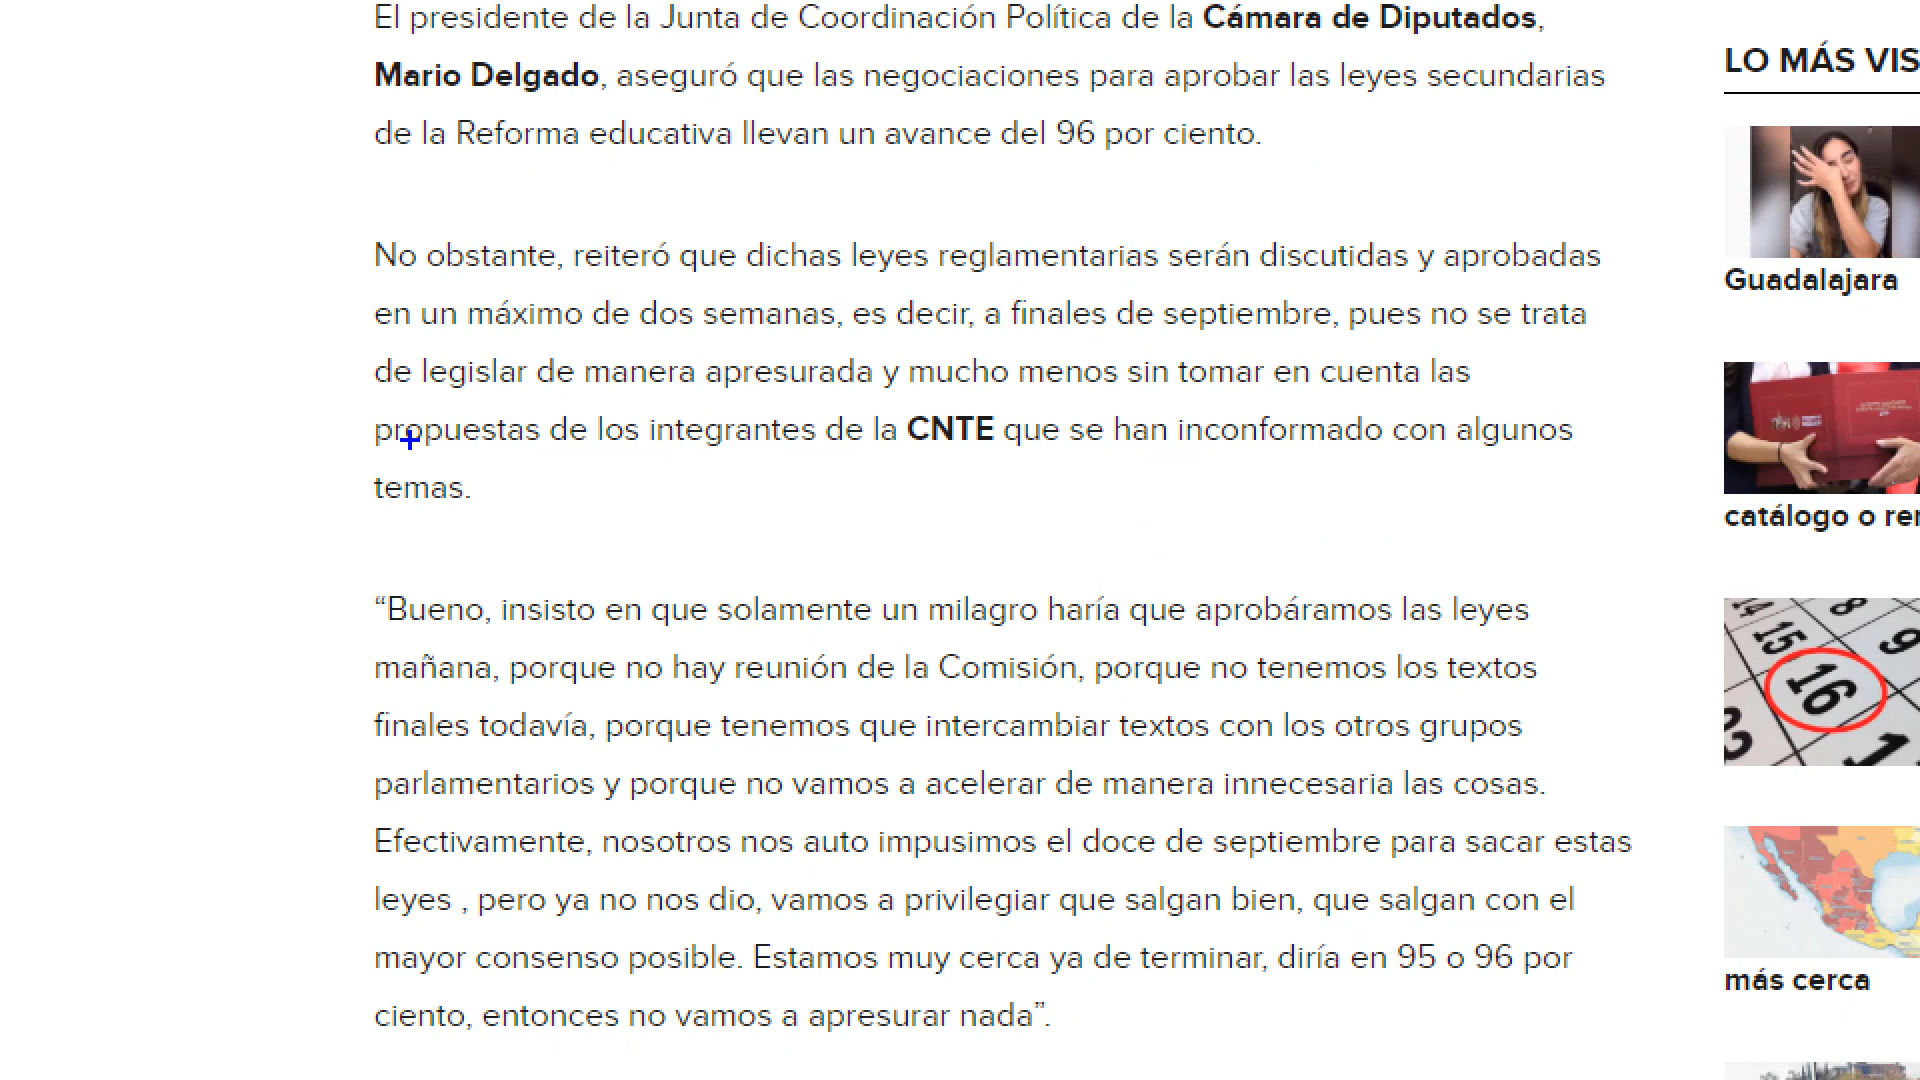 El presidente de la Junta de Coordinación Política de la Cámara de Diputados,
Mario Delgado, aseguró que las negociaciones para aprobar las leyes secundarias
de la Reforma educativa llevan un avance del 96 por ciento.
No obstante, reiteró que dichas leyes reglamentarias serán discutidas y aprobadas
en un máximo de dos semanas, es decir, a finales de septiembre, pues no se trata
de legislar de manera apresurada y mucho menos sin tomar en cuenta las
propuestas de los integrantes de la CNTE que se han inconformado con algunos
temas.
“Bueno, insisto en que solamente un milagro haría que aprobáramos las leyes
mañana, porque no hay reunión de la Comisión, porque no tenemos los textos
finales todavía, porque tenemos que intercambiar textos con los otros grupos
parlamentarios y porque no vamos a acelerar de manera innecesaria las cosas.
Efectivamente, nosotros nos auto impusimos el doce de septiembre para sacar estas
leyes , pero ya no nos dio, vamos a privilegiar que salgan bien, que salgan con el
mayor consenso posible. Estamos muy cerca ya de terminar, diría en 95 o 96 por
ciento, entonces no vamos a apresurar nada”.
LO MÁS VIS
Guadalajara
catálogo o rer
14
8
15
9
16
1
más cerca